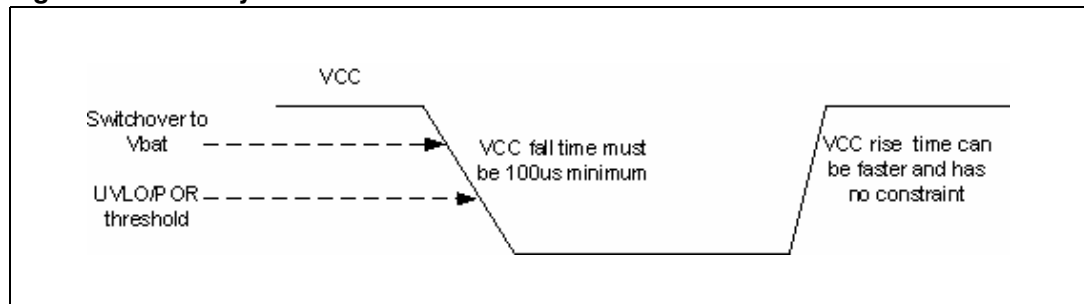 VCC
Switchover to
Vbat
UVLO/POR
threshold
VCC fall time must
be 100us minimum
VCC rise time can
be faster and has
no constraint